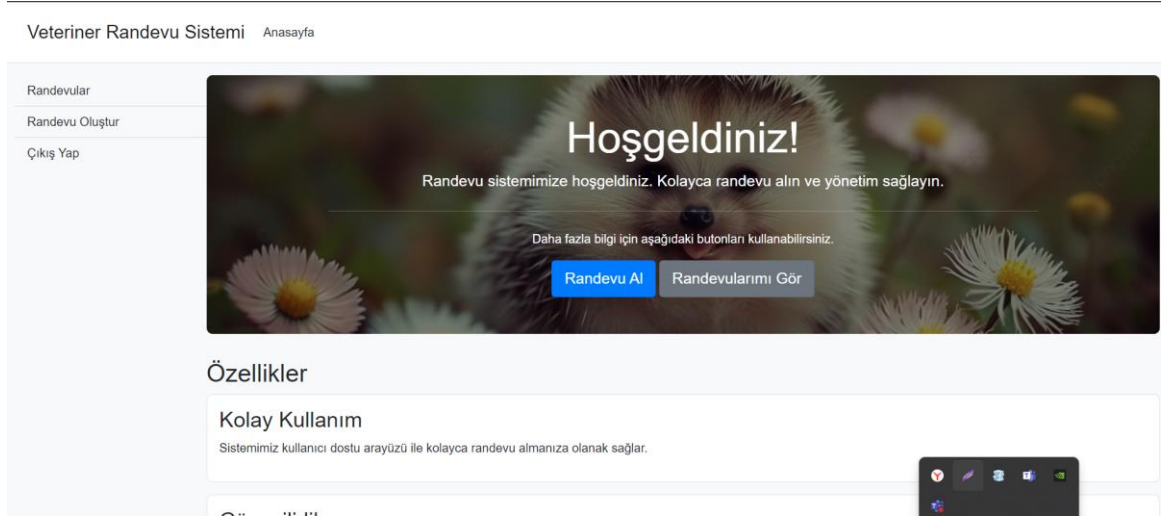 Veteriner Randevu Sistemi Anasayfa
Randevular
Randevu Oluştur
Çıkış Yap
Hoşgeldiniz!
Randevu sistemimize hoşgeldiniz. Kolayca randevu alın ve yönetim sağlayın.
Daha fazla bilgi için aşağıdaki butonları kullanabilirsiniz.
Randevu Al Randevularımı Gör
Özellikler
Kolay Kullanım
Sistemimiz kullanıcı dostu arayüzü ile kolayca randevu almanıza olanak sağlar.